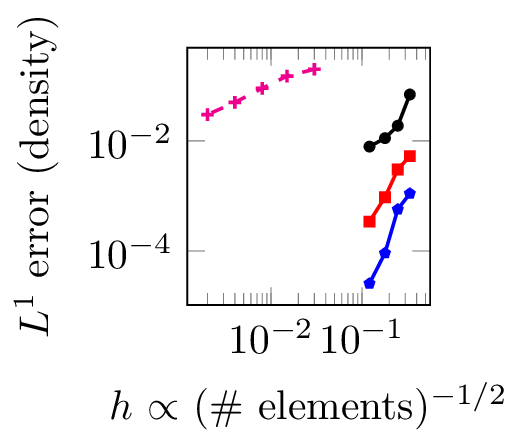 L¹ error (density)
10⁻²
10⁻⁴
10⁻² 10⁻¹
h ∝ (# elements)⁻¹/²